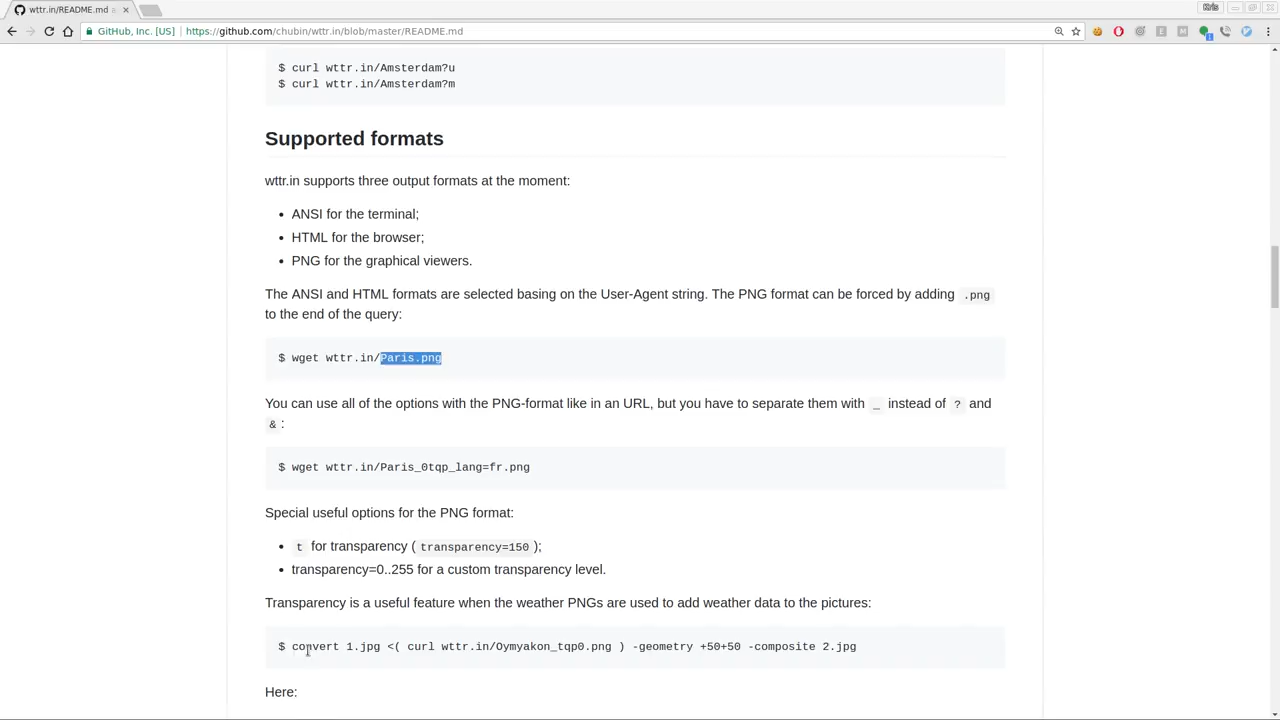 wttr.in/README.md
Kris
GitHub, Inc. [US]
https://github.com/chubin/wttr.in/blob/master/README.md
$ curl wttr.in/Amsterdam?u
$ curl wttr.in/Amsterdam?m
Supported formats
wttr.in supports three output formats at the moment:
• ANSI for the terminal;
• HTML for the browser;
• PNG for the graphical viewers.
The ANSI and HTML formats are selected basing on the User-Agent string. The PNG format can be forced by adding .png
to the end of the query:
$ wget wttr.in/Paris.png
You can use all of the options with the PNG-format like in an URL, but you have to separate them with _ instead of ? and
& :
$ wget wttr.in/Paris_0tqp_lang=fr.png
Special useful options for the PNG format:
• t for transparency ( transparency=150 );
• transparency=0..255 for a custom transparency level.
Transparency is a useful feature when the weather PNGs are used to add weather data to the pictures:
$ convert 1.jpg <( curl wttr.in/Oymyakon_tqp0.png ) -geometry +50+50 -composite 2.jpg
Here: